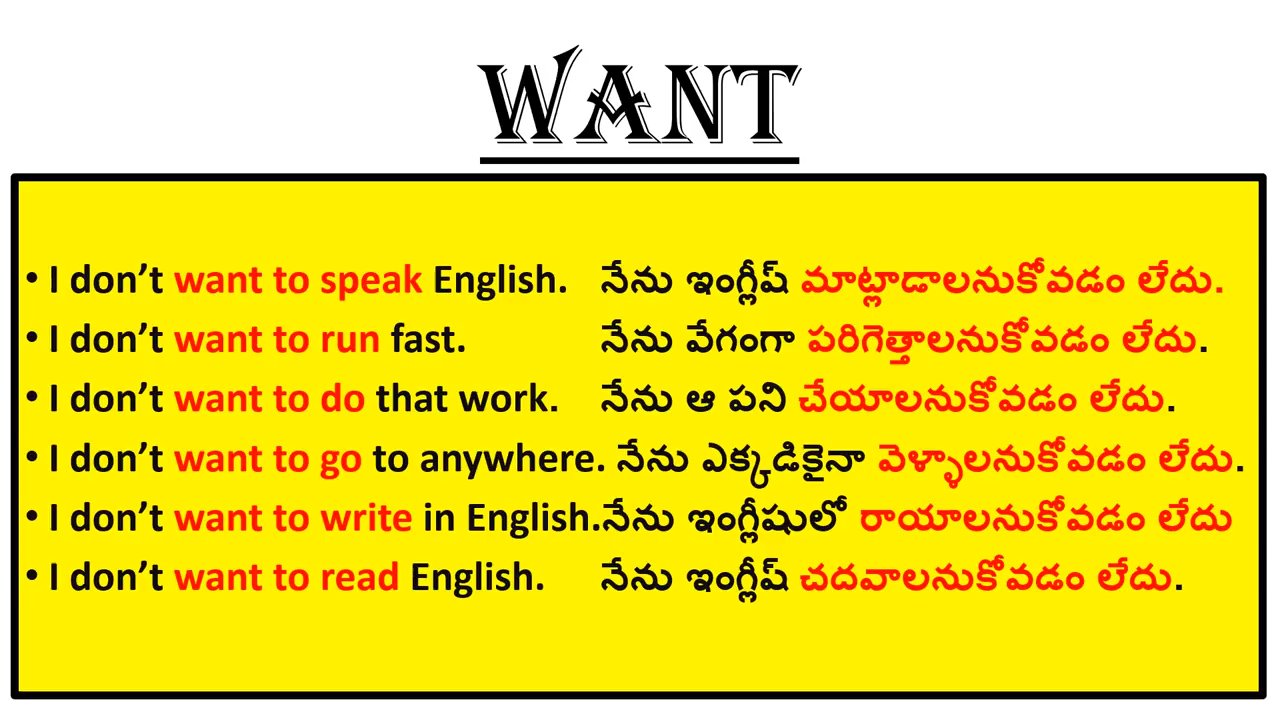 WANT
• I don’t want to speak English. నేను ఇంగ్లీష్ మాట్లాడాలనుకోవడం లేదు.
• I don’t want to run fast. నేను వేగంగా పరిగెత్తాలనుకోవడం లేదు.
• I don’t want to do that work. నేను ఆ పని చేయాలనుకోవడం లేదు.
• I don’t want to go to anywhere. నేను ఎక్కడికైనా వెళ్ళాలనుకోవడం లేదు.
• I don’t want to write in English.నేను ఇంగ్లీషులో రాయాలనుకోవడం లేదు
• I don’t want to read English. నేను ఇంగ్లీష్ చదవాలనుకోవడం లేదు.